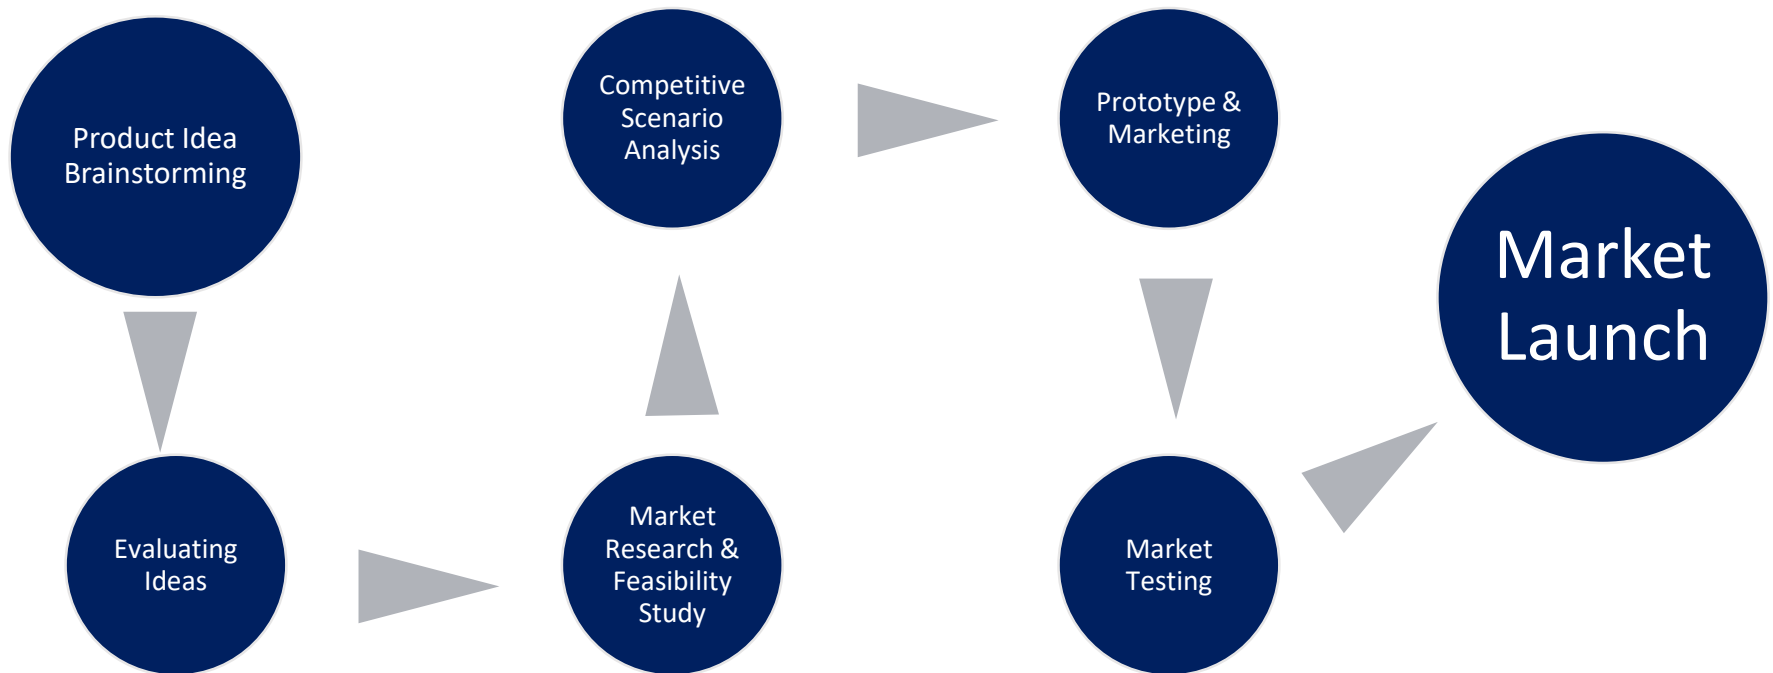 Product Idea
Brainstorming
Evaluating
Ideas
Market
Research &
Feasibility
Study
Competitive
Scenario
Analysis
Prototype &
Marketing
Market
Testing
Market
Launch